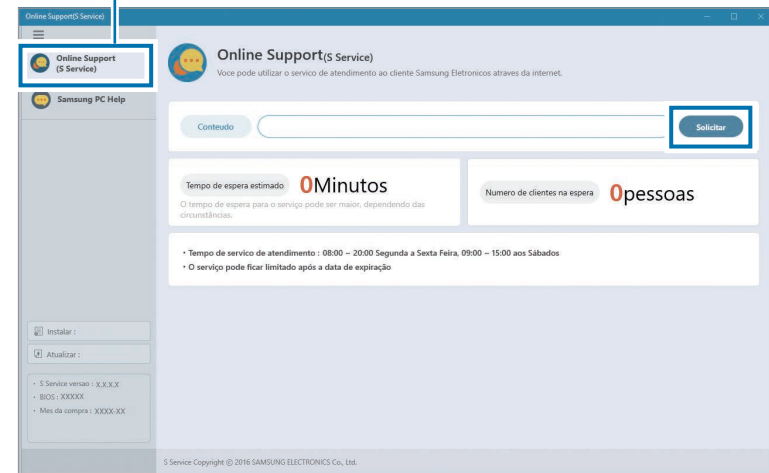 Online Support(S Service)
Online Support
(S Service)
Samsung PC Help
Online Support(S Service)
Voce pode utilizar o servico de atendimento ao cliente Samsung Eletronicos atraves da internet.
Conteudo
Solicitar
Tempo de espera estimado 0Minutos
O tempo de espera para o serviço pode ser maior, dependendo das
circunstâncias.
Numero de clientes na espera 0pessoas
• Tempo de servico de atendimento : 08:00 ~ 20:00 Segunda a Sexta Feira, 09:00 ~ 15:00 aos Sábados
• O serviço pode ficar limitado após a data de expiração
Instalar :
Atualizar :
• S Service versao : X.X.X.X
• BIOS : XXXXX
• Mes da compra : XXXX-XX
S Service Copyright © 2016 SAMSUNG ELECTRONICS Co., Ltd.